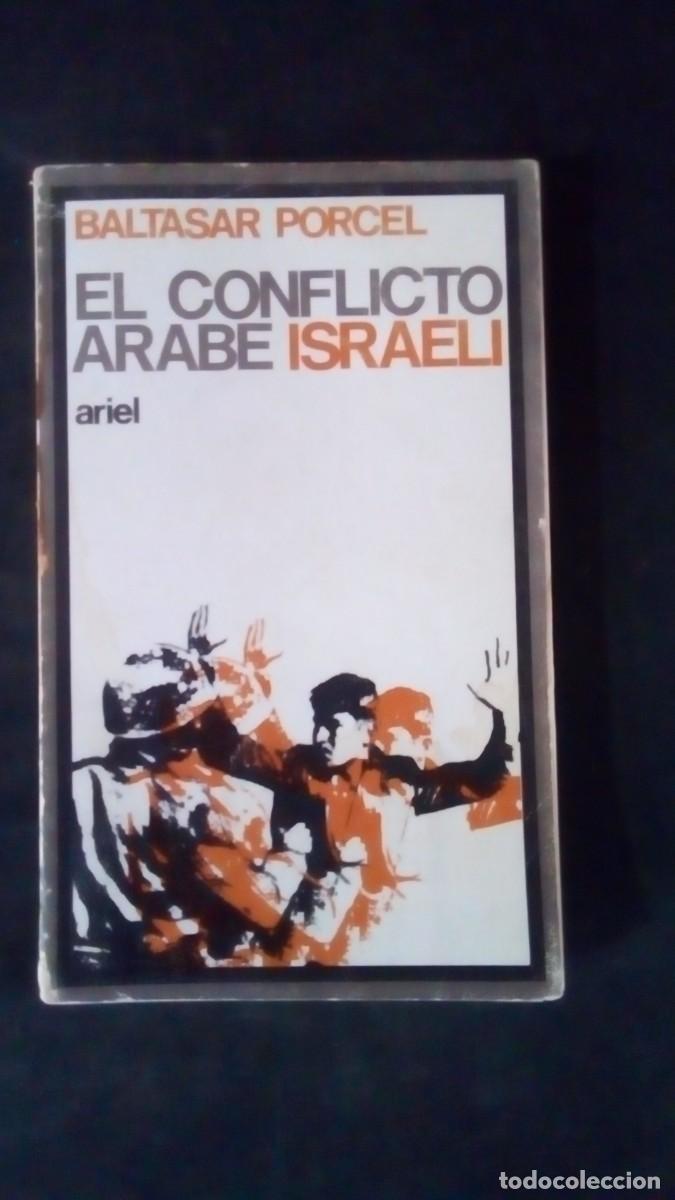 BALTASAR PORCEL
EL CONFLICTO
ARABE ISRAELI
ariel
todocoleccion